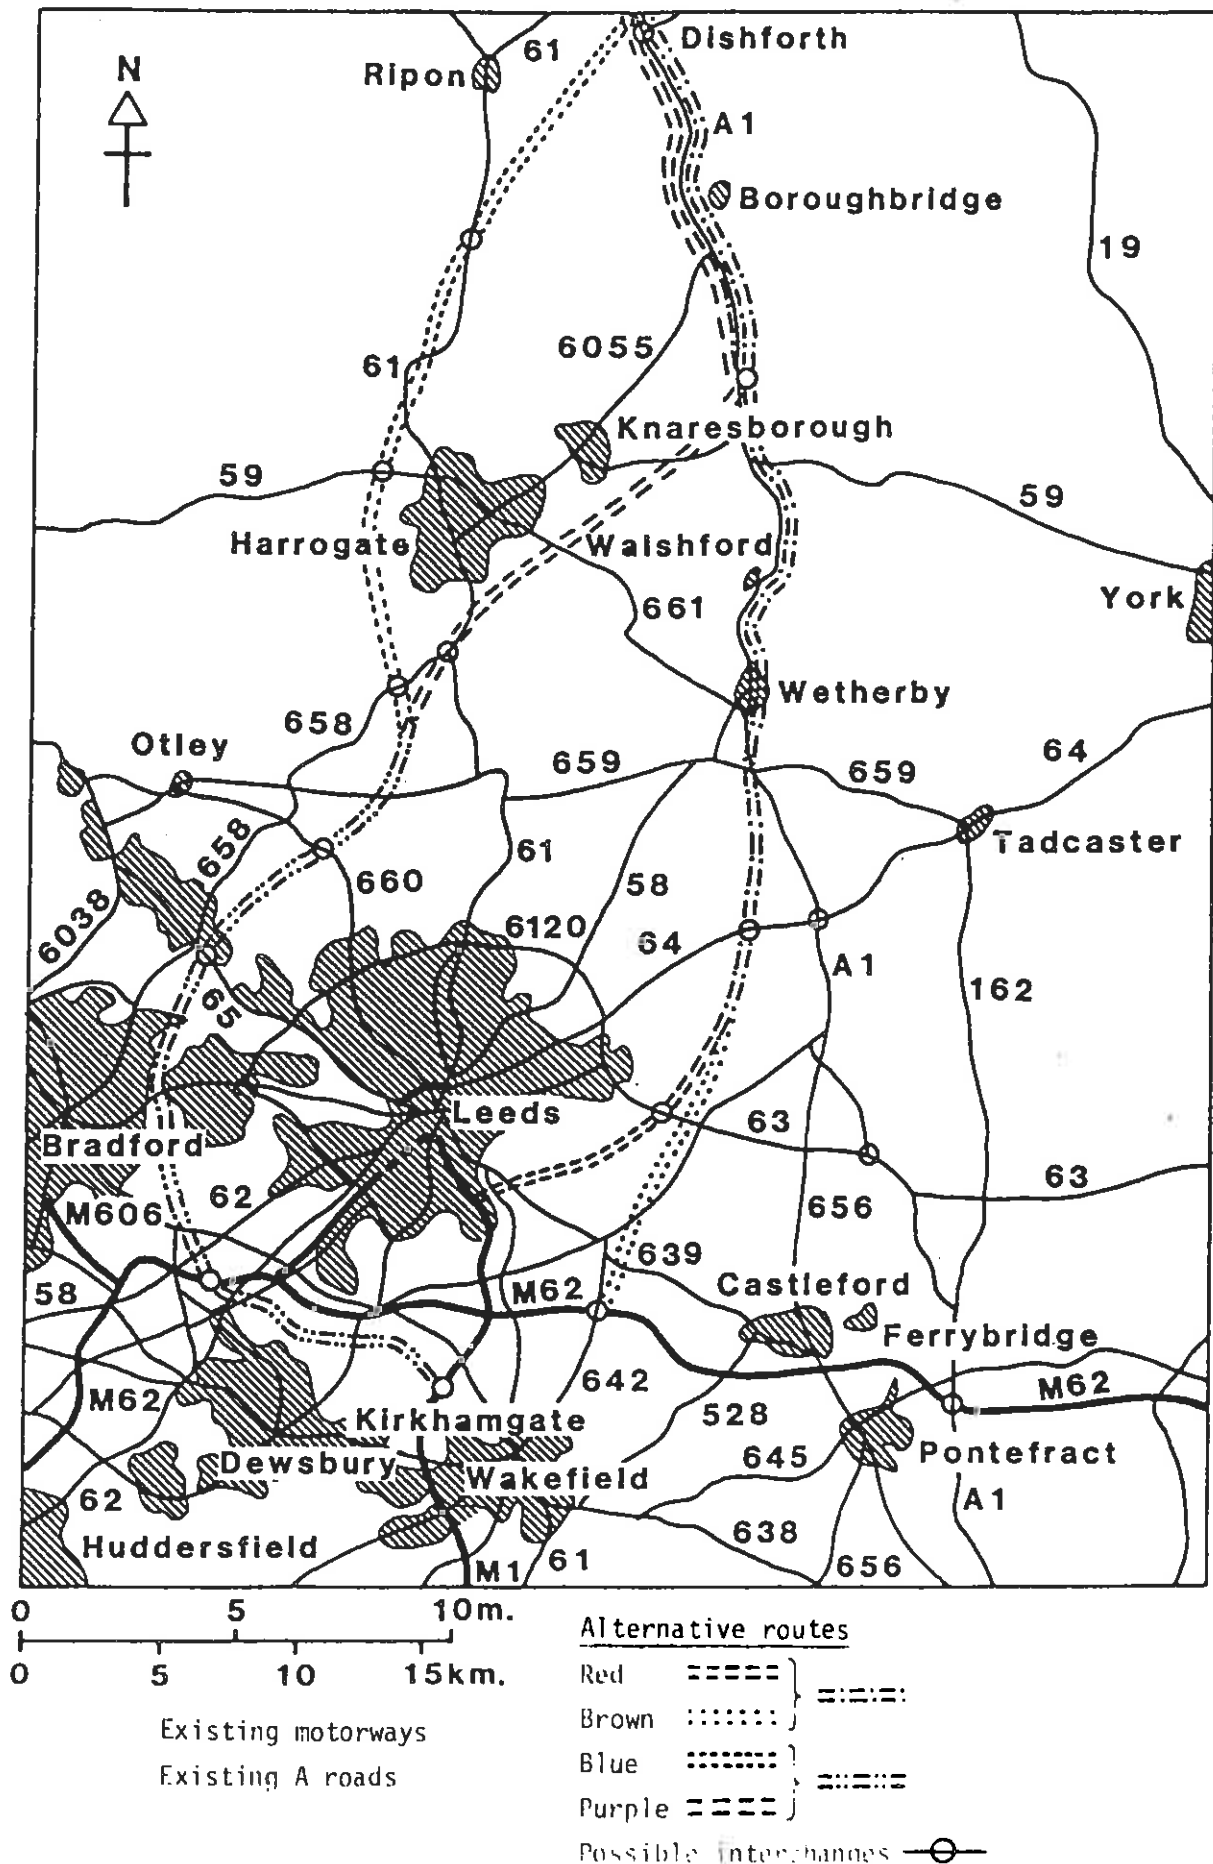 61
Dishforth
Ripon
N
A1
Boroughbridge
19
6055
61
Knaresborough
59
59
Harrogate
Walshford
York
661
Wetherby
658
Otley
659
64
659
658
61
Tadcaster
660
58
6038
6120
64
A1
162
65
Leeds
63
Bradford
63
62
M606
656
639
Castleford
58
M62
Ferrybridge
M62
642
M62
528
Kirkhamgate
645
Pontefract
Dewsbury
Wakefield
62
A1
638
Huddersfield
61
656
M1
0 5 10m.
0 5 10 15km.
Alternative routes
Red
Brown
Existing motorways
Blue
Existing A roads
Purple
Possible interchanges